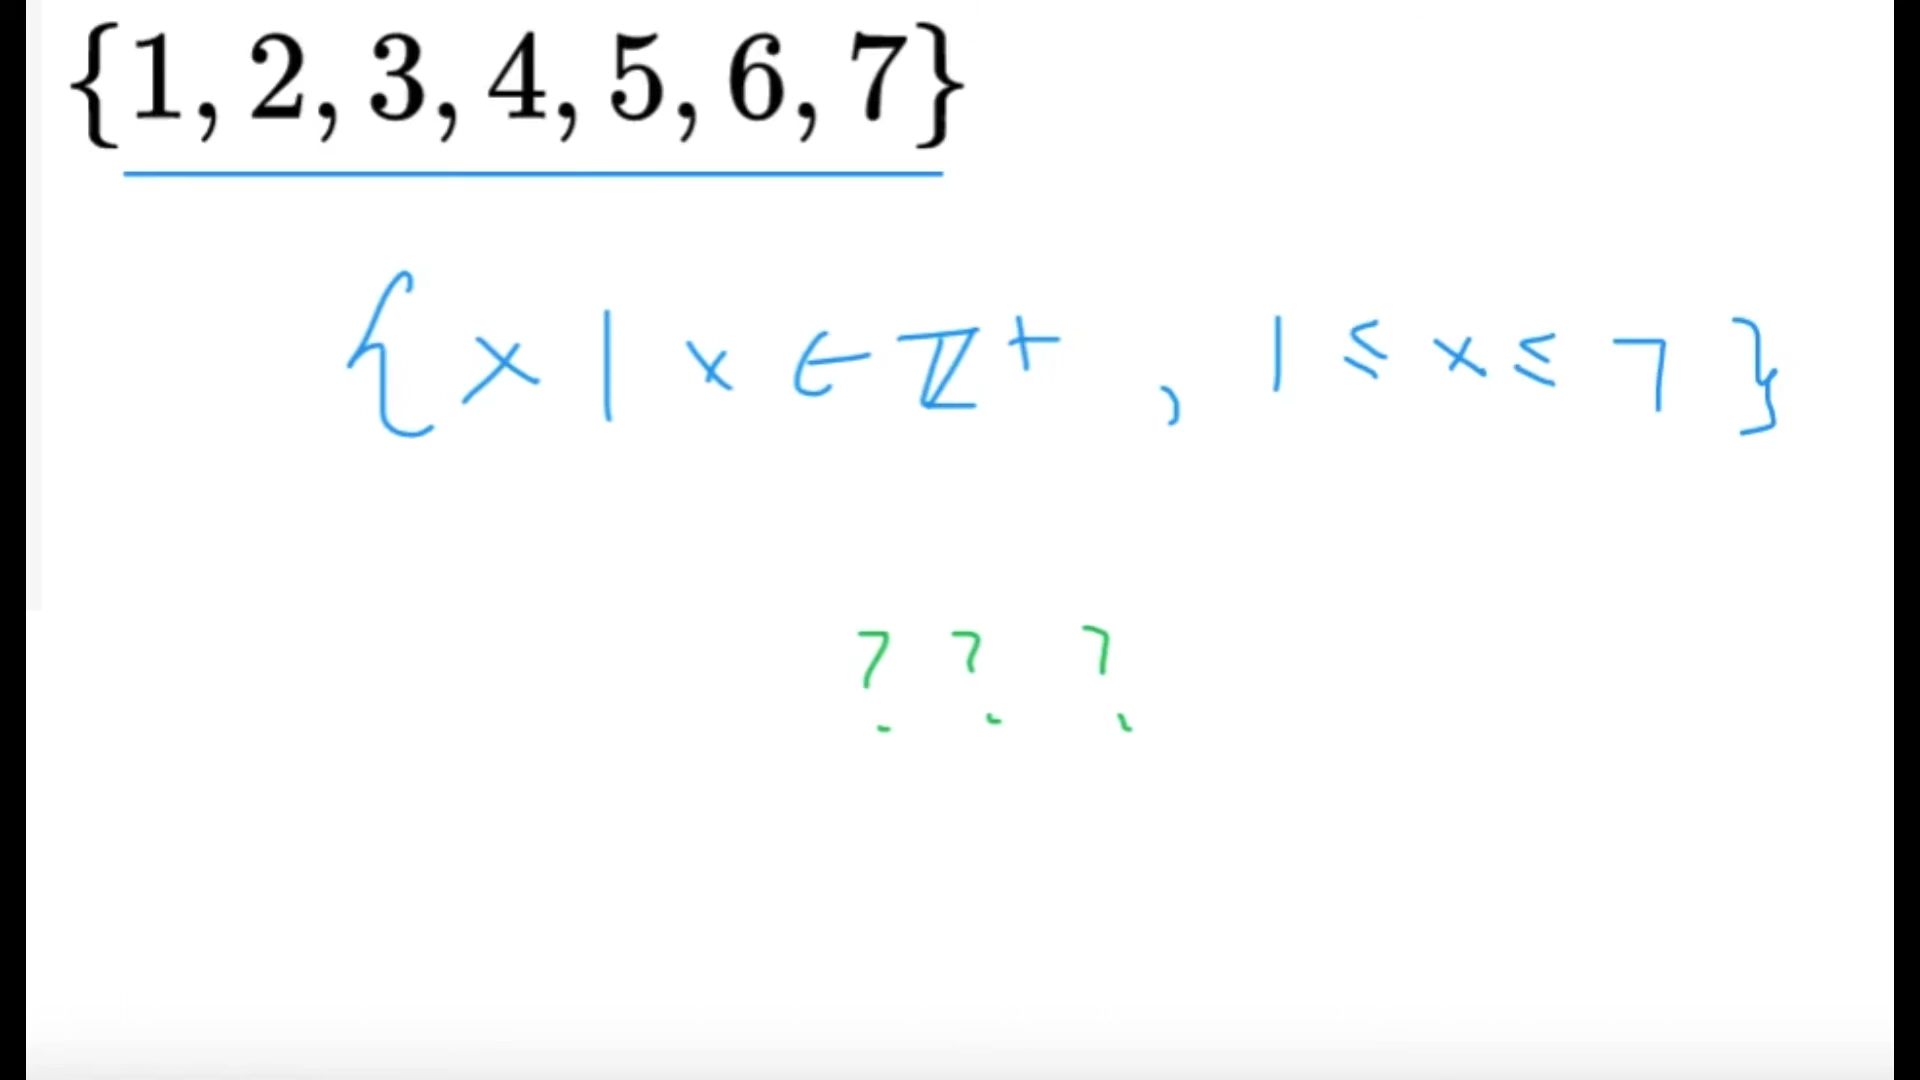 {1, 2, 3, 4, 5, 6, 7}
{x | x ∈ ℤ⁺ , 1 ≤ x ≤ 7}
? ? ?